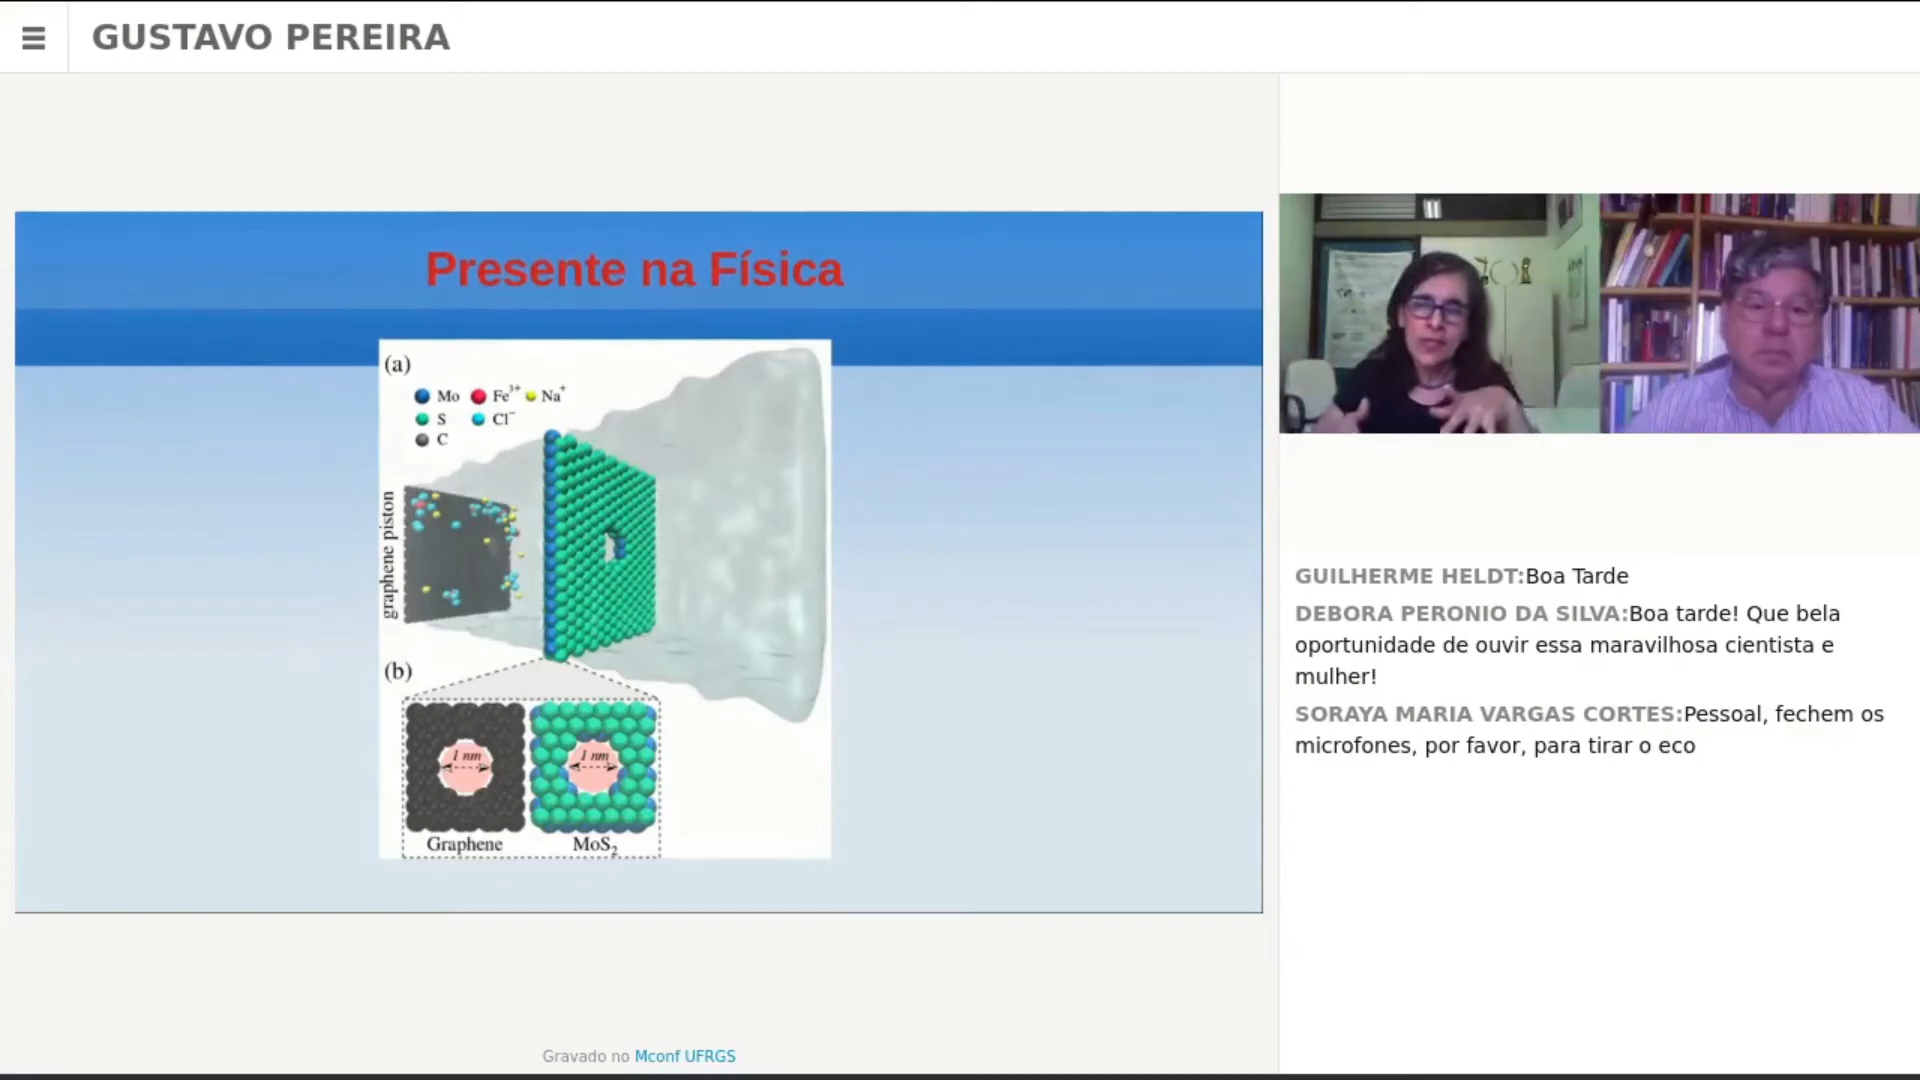 GUSTAVO PEREIRA
Presente na Física
(a)
Mo Fe³⁺ Na⁺
S Cl⁻
C
graphene piston
(b)
1 nm 1 nm
Graphene MoS₂
GUILHERME HELDT:Boa Tarde
DEBORA PERONIO DA SILVA:Boa tarde! Que bela
oportunidade de ouvir essa maravilhosa cientista e
mulher!
SORAYA MARIA VARGAS CORTES:Pessoal, fechem os
microfones, por favor, para tirar o eco
Gravado no Mconf UFRGS